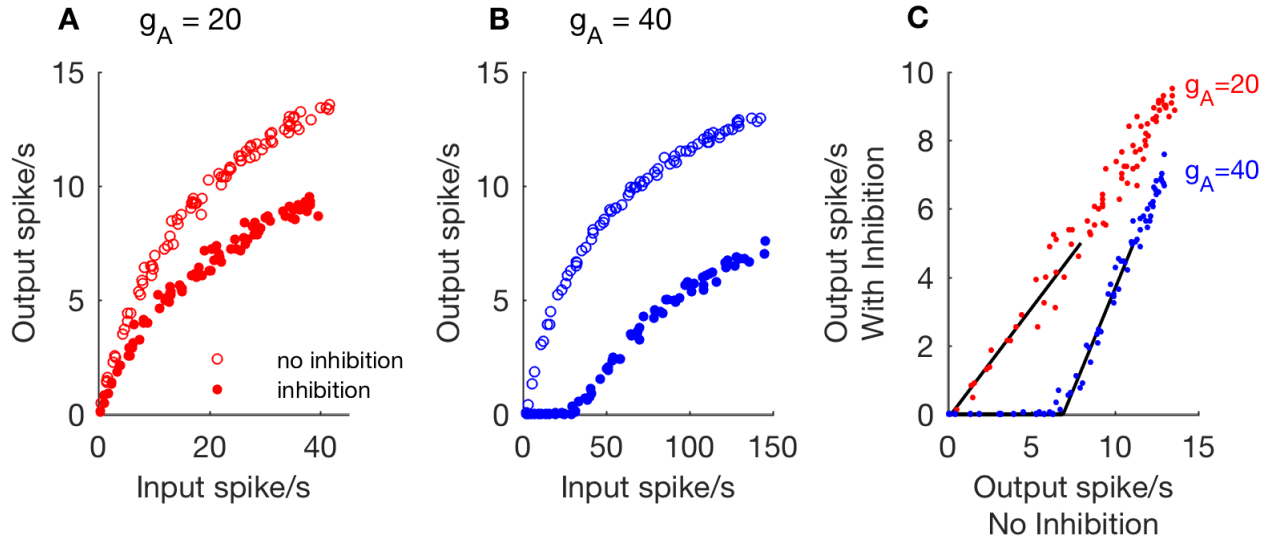 A
g_A = 20
Output spike/s
15
10
5
0
0
20
40
Input spike/s
no inhibition
inhibition
B
g_A = 40
Output spike/s
15
10
5
0
0
50
100
150
Input spike/s
C
Output spike/s
With Inhibition
10
8
6
4
2
0
0
5
10
15
g_A=20
g_A=40
Output spike/s
No Inhibition